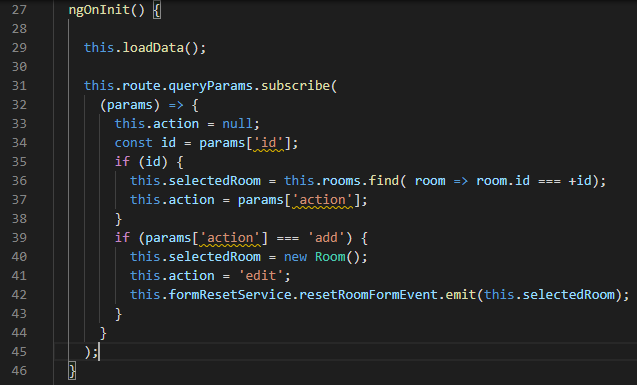 27 ngOnInit() {
28
29 this.loadData();
30
31 this.route.queryParams.subscribe(
32 (params) => {
33 this.action = null;
34 const id = params['id'];
35 if (id) {
36 this.selectedRoom = this.rooms.find( room => room.id === +id);
37 this.action = params['action'];
38 }
39 if (params['action'] === 'add') {
40 this.selectedRoom = new Room();
41 this.action = 'edit';
42 this.formResetService.resetRoomFormEvent.emit(this.selectedRoom);
43 }
44 }
45 );
46 }